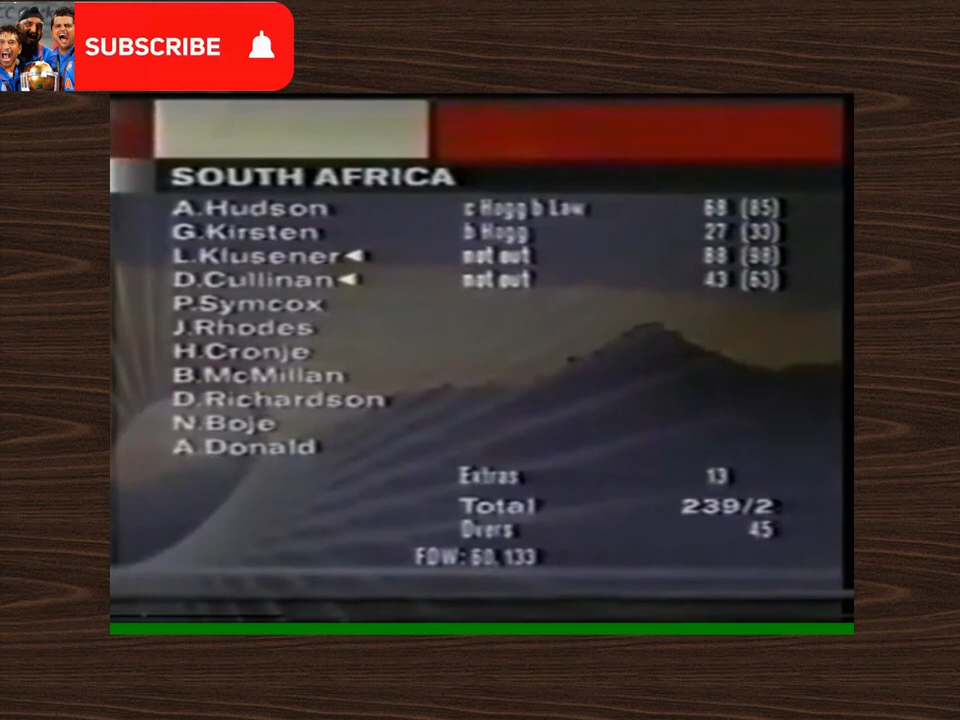 SUBSCRIBE
SOUTH AFRICA
A.Hudson c Hogg b Law 68 (85)
G.Kirsten b Hogg 27 (33)
L.Klusener not out 88 (98)
D.Cullinan not out 43 (63)
P.Symcox
J.Rhodes
H.Cronje
B.McMillan
D.Richardson
N.Boje
A.Donald
Extras 13
Total 239/2
Overs 45
FOW: 60, 133